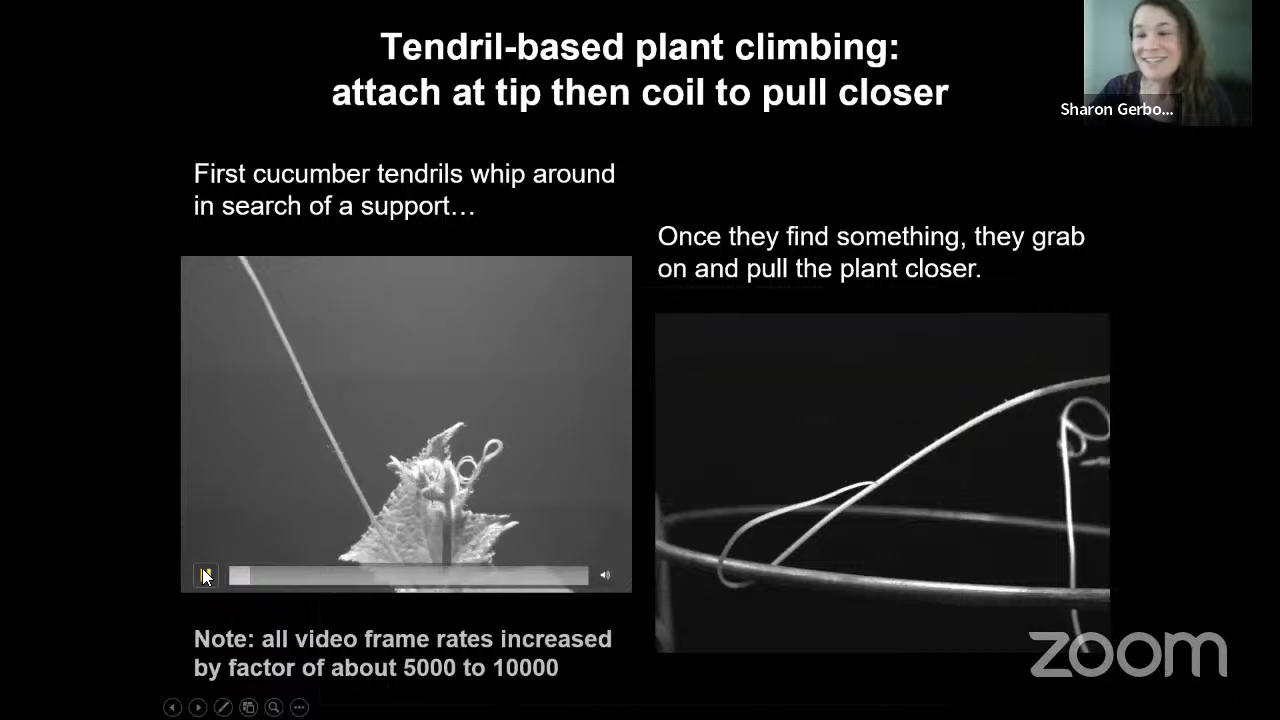 Tendril-based plant climbing:
attach at tip then coil to pull closer
Sharon Gerbo...
First cucumber tendrils whip around
in search of a support…
Once they find something, they grab
on and pull the plant closer.
Note: all video frame rates increased
by factor of about 5000 to 10000
zoom